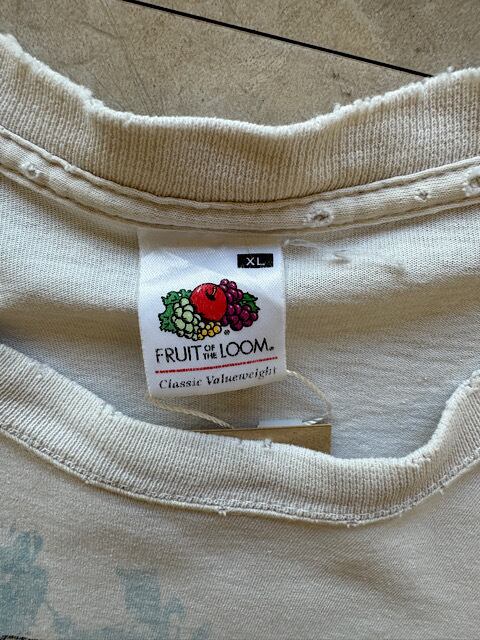 XL
FRUIT OF THE LOOM®
Classic Valueweight